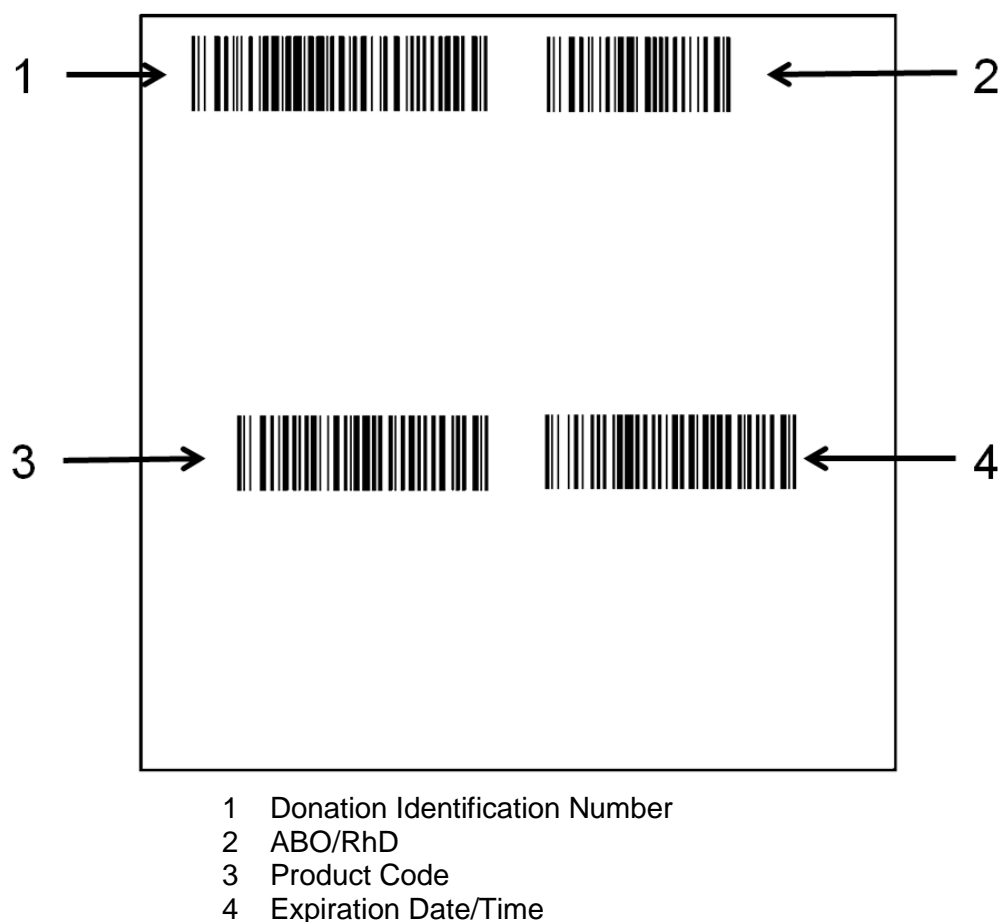 1
2
3
4
1 Donation Identification Number
2 ABO/RhD
3 Product Code
4 Expiration Date/Time